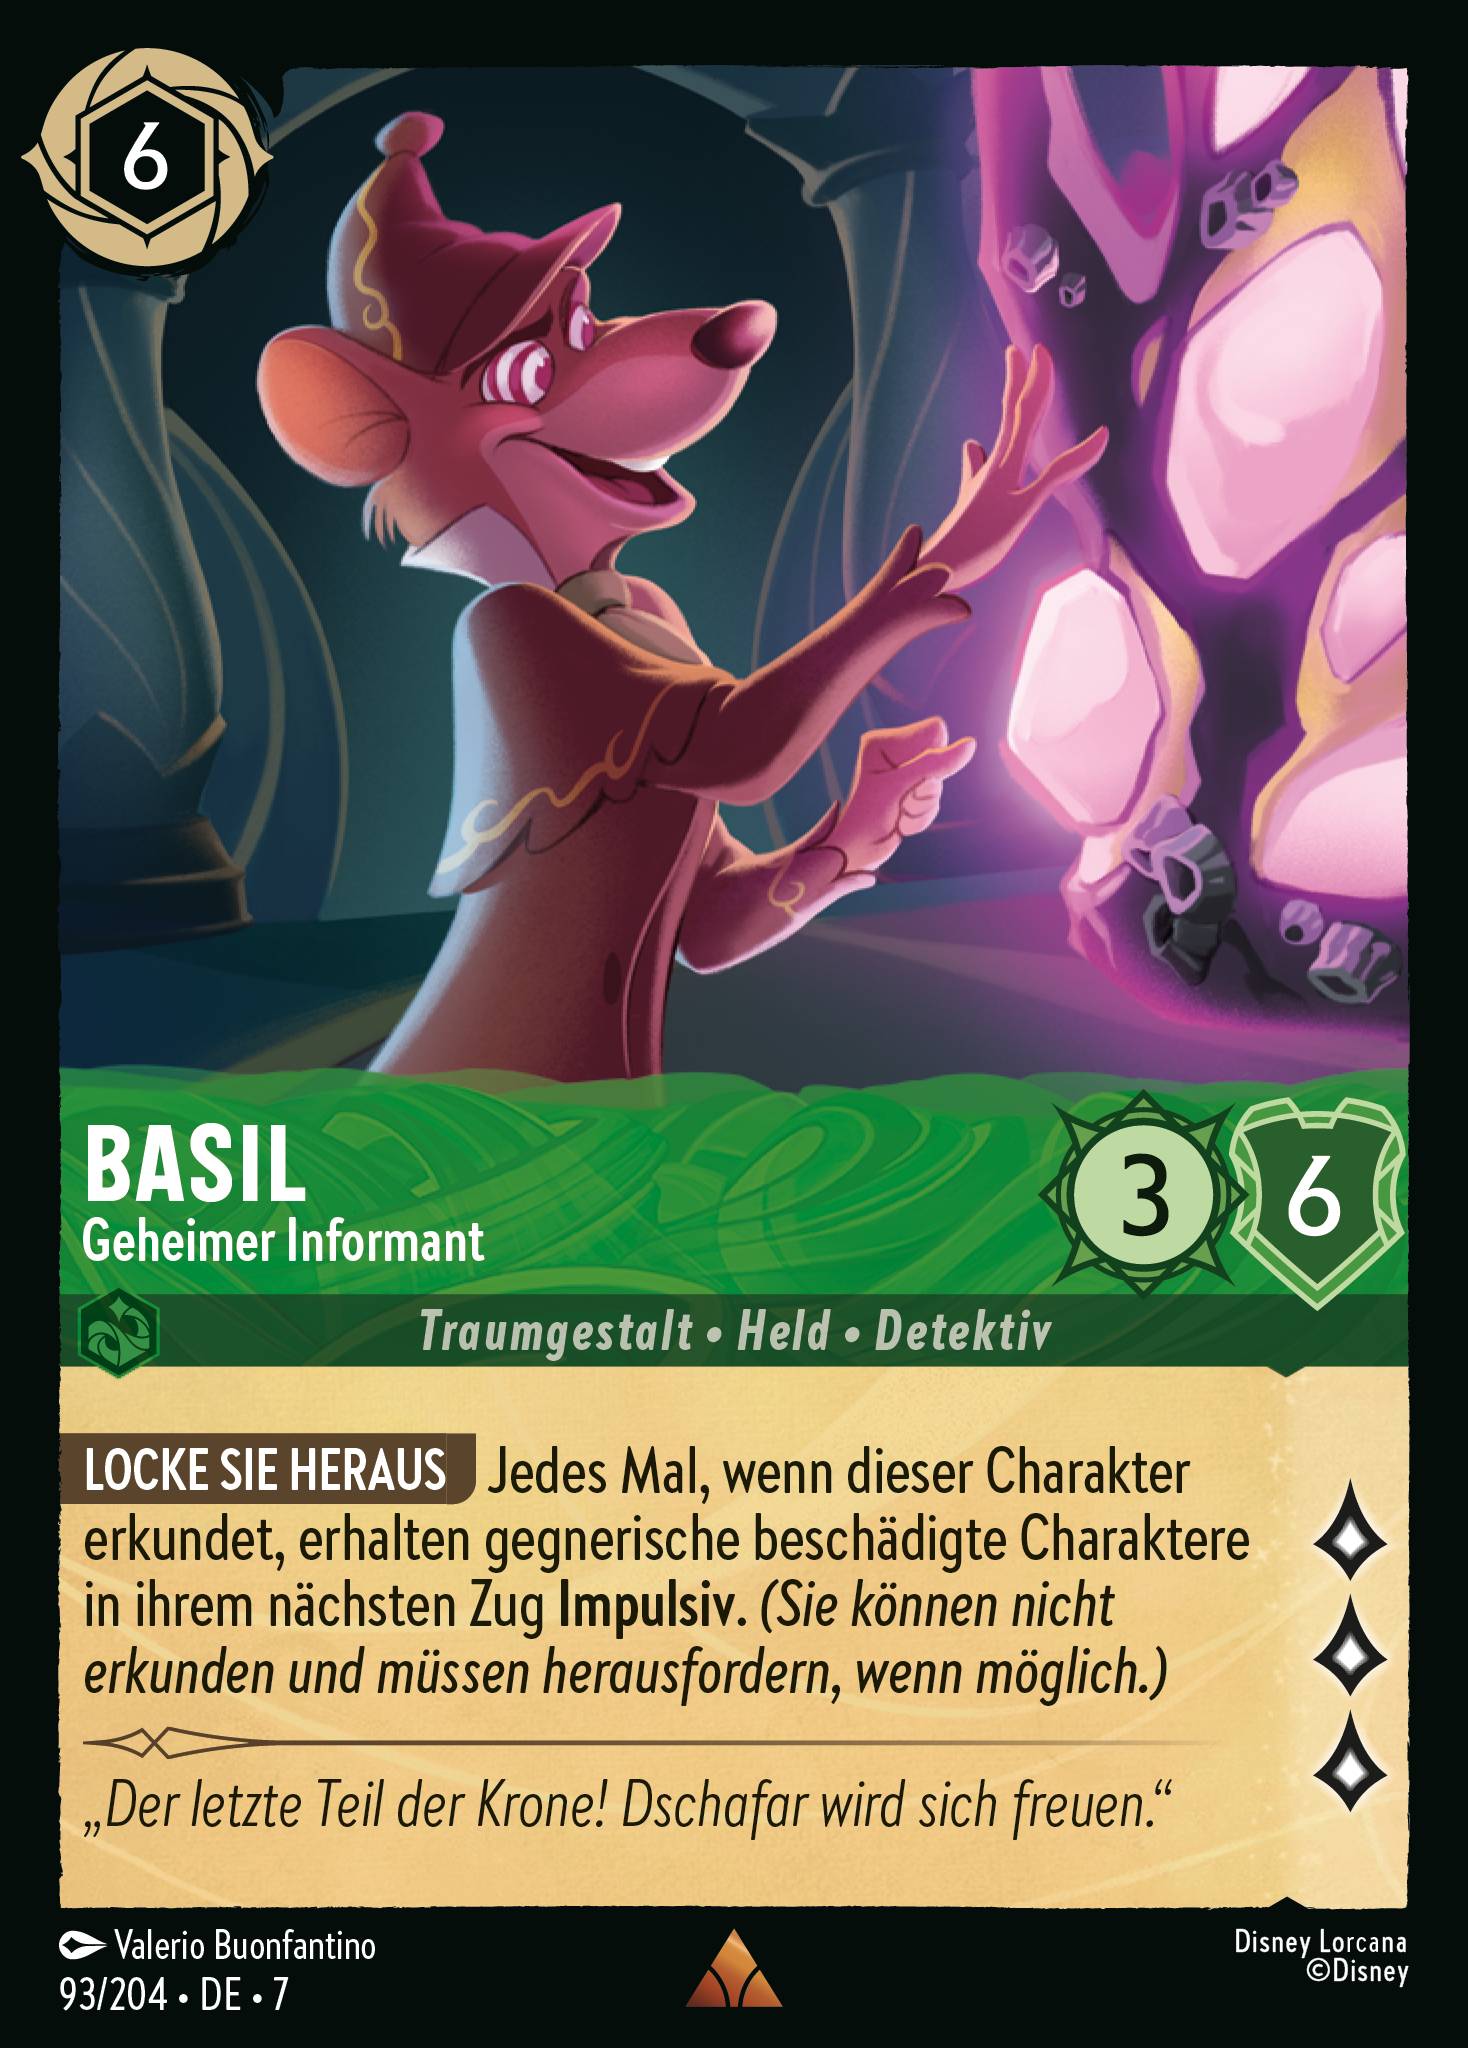 6
BASIL
Geheimer Informant
3
6
Traumgestalt • Held • Detektiv
LOCKE SIE HERAUS Jedes Mal, wenn dieser Charakter
erkundet, erhalten gegnerische beschädigte Charaktere
in ihrem nächsten Zug Impulsiv. (Sie können nicht
erkunden und müssen herausfordern, wenn möglich.)
„Der letzte Teil der Krone! Dschafar wird sich freuen.“
Valerio Buonfantino
93/204 • DE • 7
Disney Lorcana
©Disney